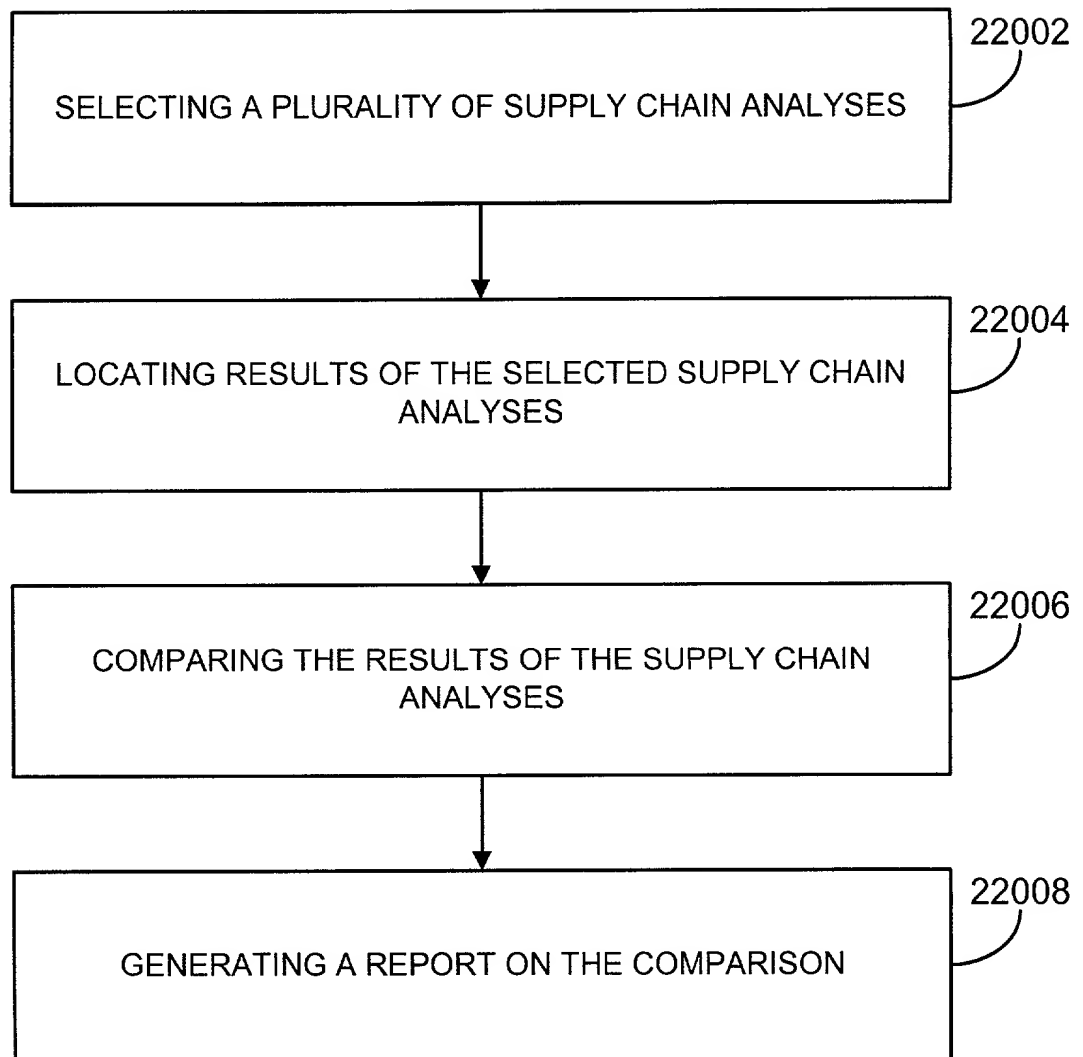 22002
SELECTING A PLURALITY OF SUPPLY CHAIN ANALYSES
22004
LOCATING RESULTS OF THE SELECTED SUPPLY CHAIN
ANALYSES
22006
COMPARING THE RESULTS OF THE SUPPLY CHAIN
ANALYSES
22008
GENERATING A REPORT ON THE COMPARISON